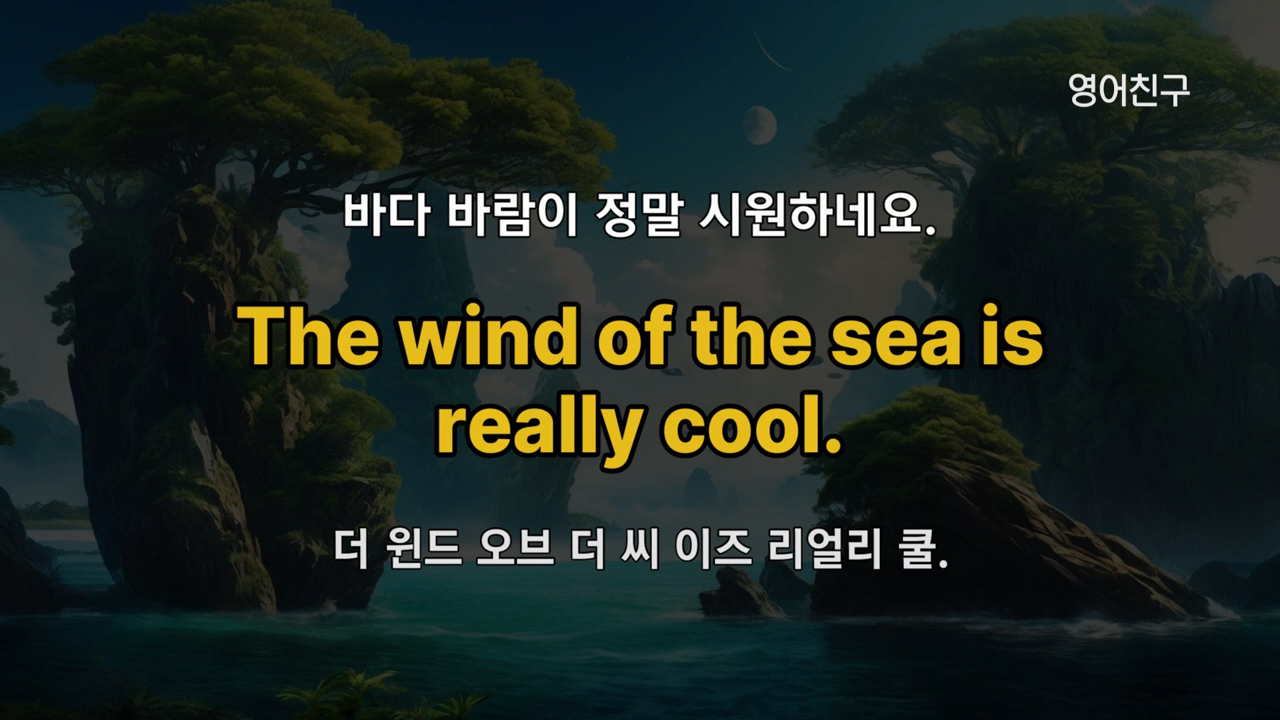 영어친구
바다 바람이 정말 시원하네요.
The wind of the sea is
really cool.
더 윈드 오브 더 씨 이즈 리얼리 쿨.